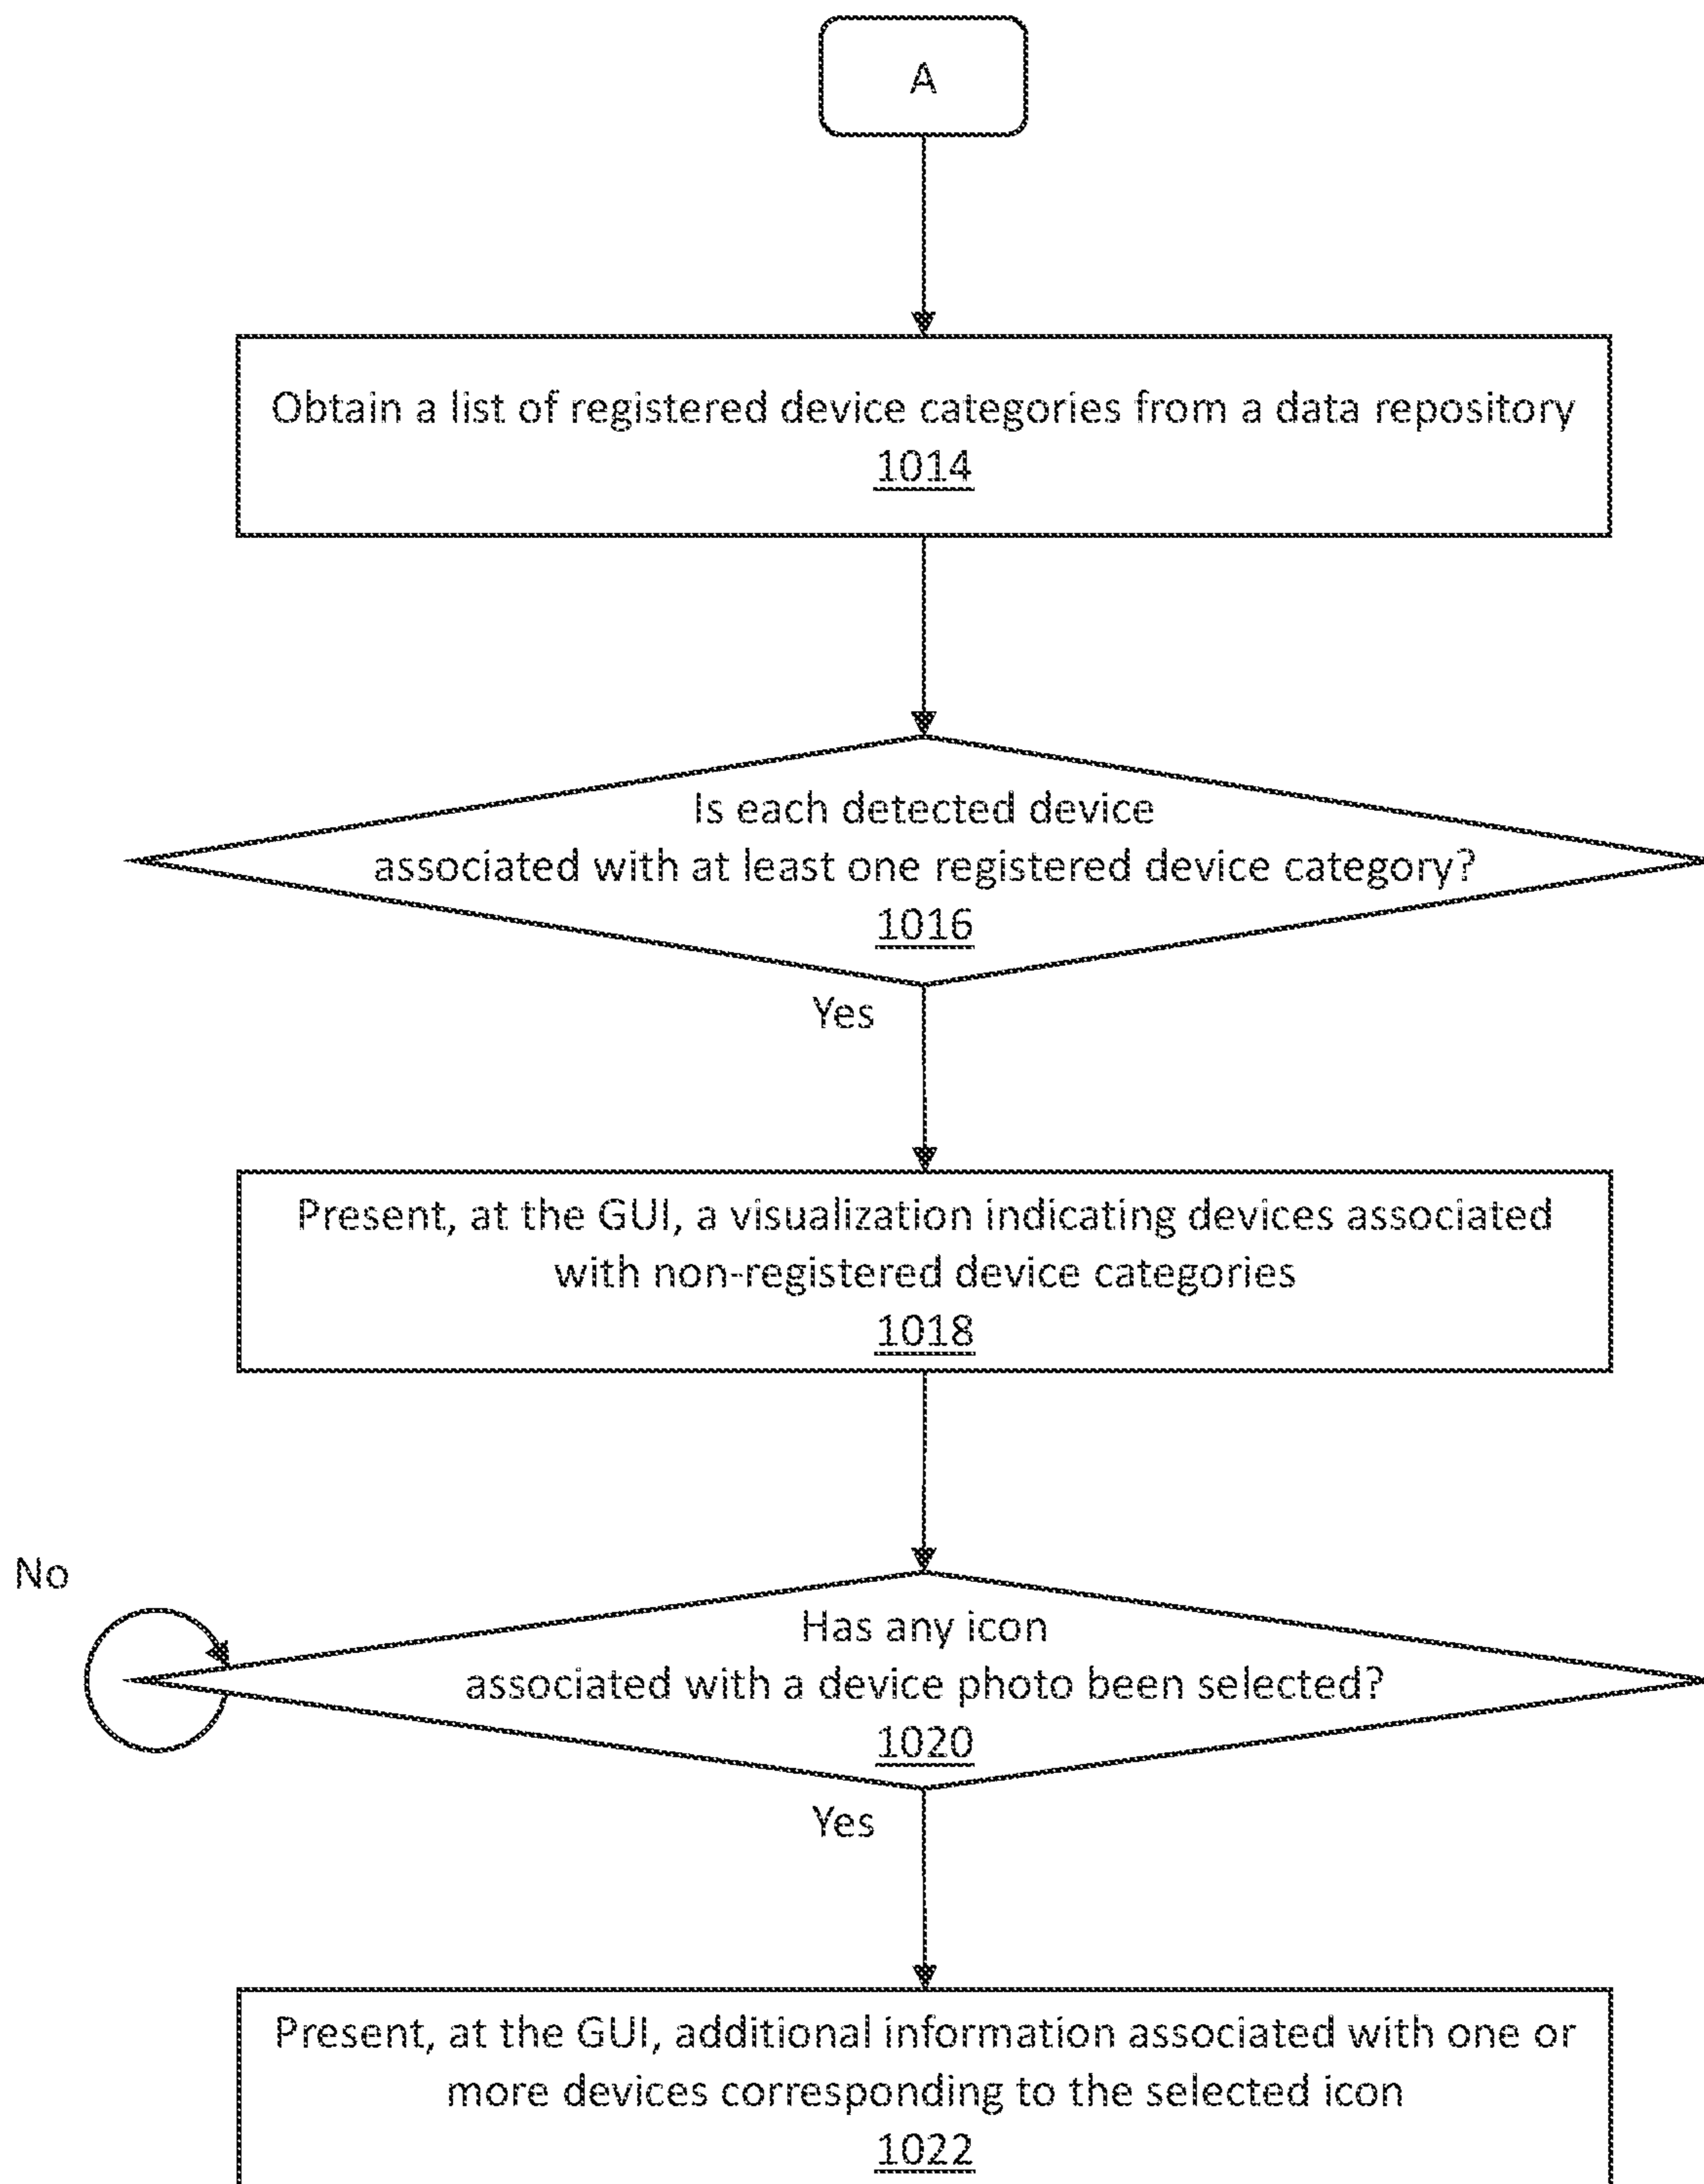 A
Obtain a list of registered device categories from a data repository
1014
Is each detected device
associated with at least one registered device category?
1016
Yes
Present, at the GUI, a visualization indicating devices associated
with non-registered device categories
1018
No
Has any icon
associated with a device photo been selected?
1020
Yes
Present, at the GUI, additional information associated with one or
more devices corresponding to the selected icon
1022